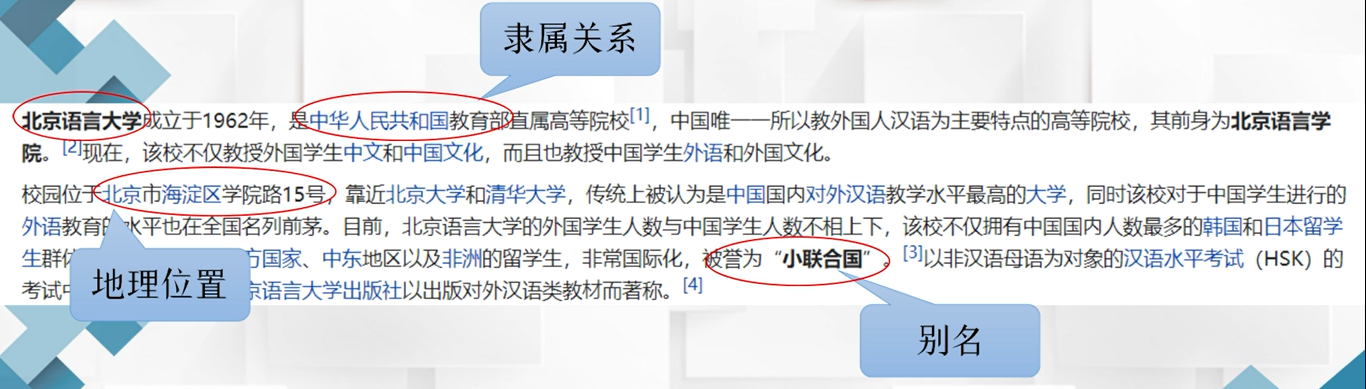 隶属关系
北京语言大学成立于1962年，是中华人民共和国教育部直属高等院校[1]，中国唯一一所以教外国人汉语为主要特点的高等院校，其前身为北京语言学
院。[2]现在，该校不仅教授外国学生中文和中国文化，而且也教授中国学生外语和外国文化。
校园位于北京市海淀区学院路15号，靠近北京大学和清华大学，传统上被认为是中国国内对外汉语教学水平最高的大学，同时该校对于中国学生进行的
外语教育的水平也在全国名列前茅。目前，北京语言大学的外国学生人数与中国学生人数不相上下，该校不仅拥有中国国内人数最多的韩国和日本留学
生群体 方国家、中东地区以及非洲的留学生，非常国际化，被誉为“小联合国”。[3]以非汉语母语为对象的汉语水平考试（HSK）的
地理位置
考试中 京语言大学出版社以出版对外汉语类教材而著称。[4]
别名